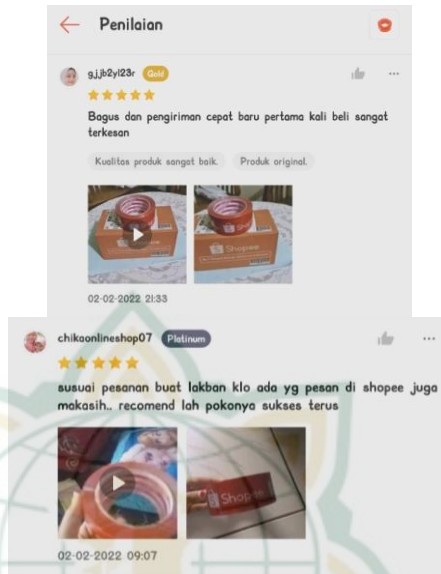 Penilaian
gjjb2yl23r Gold
Bagus dan pengiriman cepat baru pertama kali beli sangat
terkesan
Kualitas produk sangat baik. Produk original.
Shopee
02-02-2022 21:33
chikaonlineshop07 Platinum
susuai pesanan buat lakban klo ada yg pesan di shopee juga
makasih.. recomend lah pokonya sukses terus
Shopee
02-02-2022 09:07